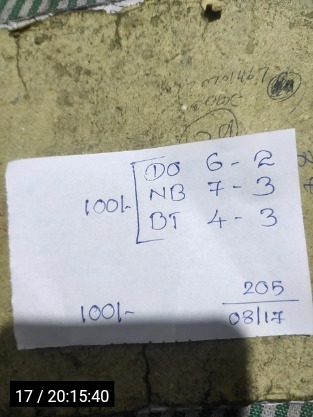 DO 6 - 2
100/- NB 7 - 3
BT 4 - 3
205
100/- 08/17
17 / 20:15:40